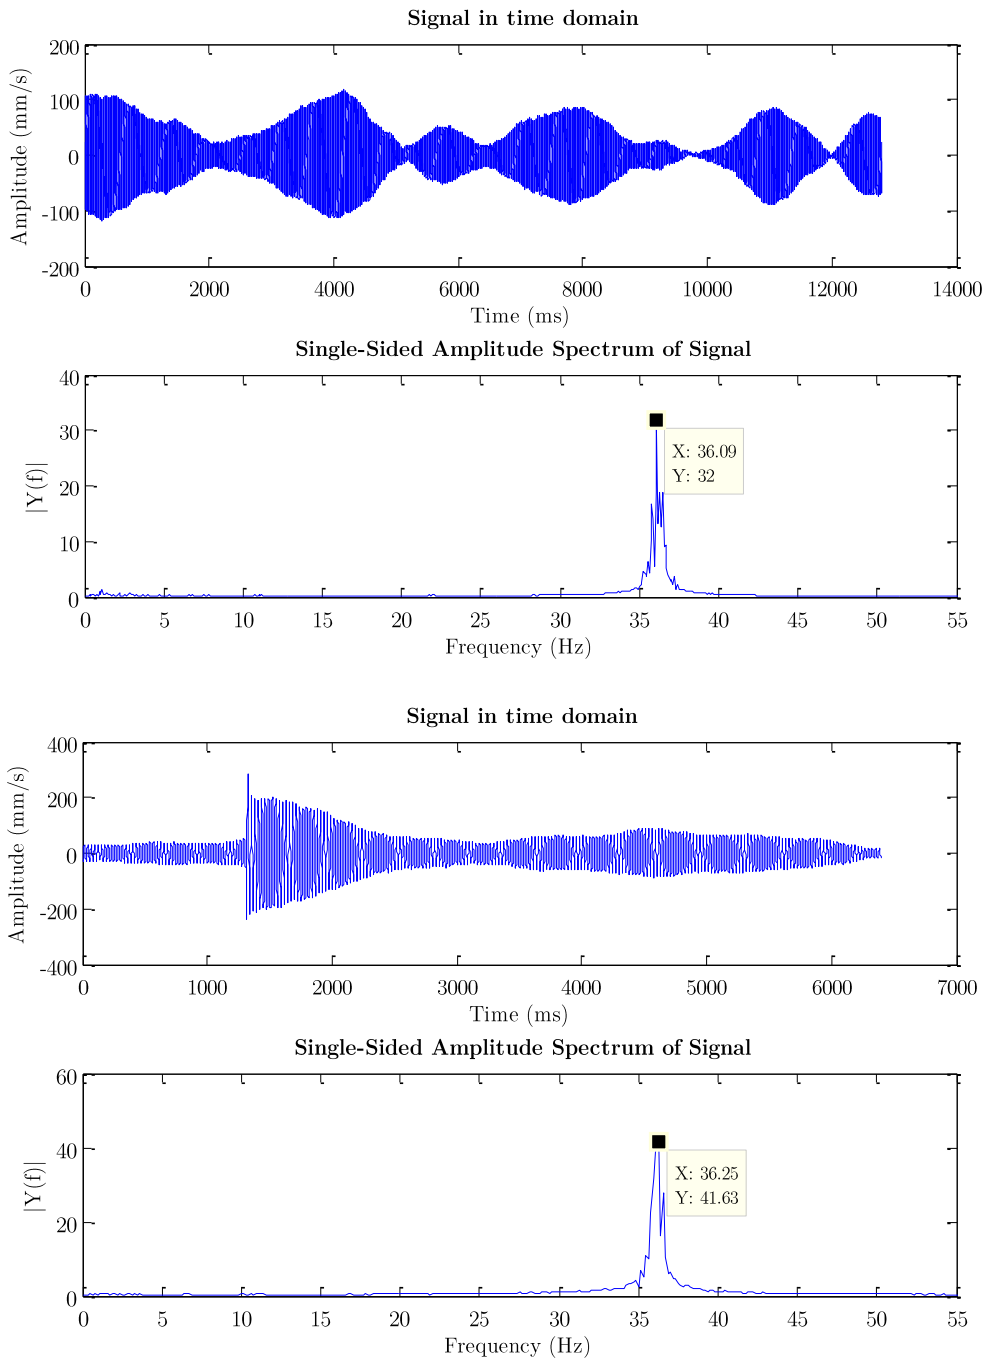 Signal in time domain
200
100
0
-100
-200
Amplitude (mm/s)
0 2000 4000 6000 8000 10000 12000 14000
Time (ms)
Single-Sided Amplitude Spectrum of Signal
40
30
20
10
0
|Y(f)|
X: 36.09
Y: 32
0 5 10 15 20 25 30 35 40 45 50 55
Frequency (Hz)
Signal in time domain
400
200
0
-200
-400
Amplitude (mm/s)
0 1000 2000 3000 4000 5000 6000 7000
Time (ms)
Single-Sided Amplitude Spectrum of Signal
60
40
20
0
|Y(f)|
X: 36.25
Y: 41.63
0 5 10 15 20 25 30 35 40 45 50 55
Frequency (Hz)